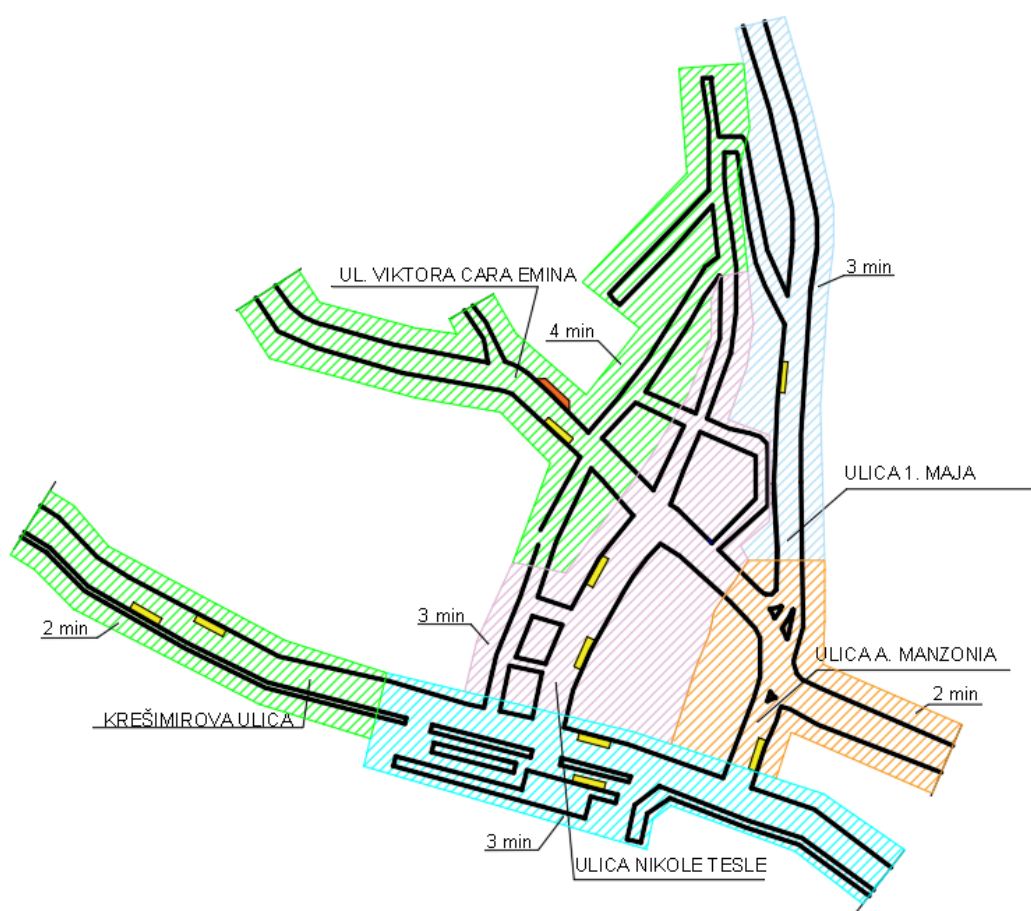 3 min
UL. VIKTORA CARA EMINA
4 min
ULICA 1. MAJA
3 min
2 min
ULICA A. MANZONIA
2 min
KREŠIMIROVA ULICA
3 min
ULICA NIKOLE TESLE